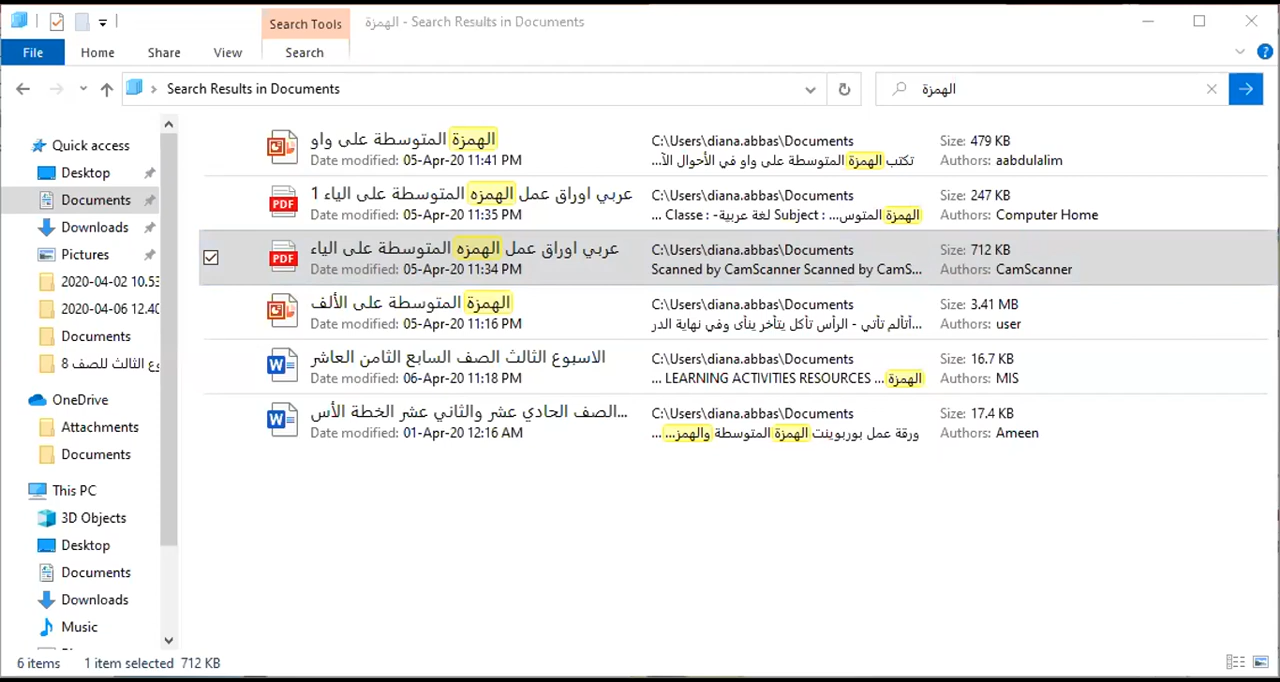 Search Tools
الهمزة - Search Results in Documents
File Home Share View Search
Search Results in Documents
الهمزة
Quick access
Desktop
Documents
Downloads
Pictures
2020-04-02 10.53
2020-04-06 12.40
Documents
الثالث للصف 8
OneDrive
Attachments
Documents
This PC
3D Objects
Desktop
Documents
Downloads
Music
الهمزة المتوسطة على واو
Date modified: 05-Apr-20 11:41 PM
C:\Users\diana.abbas\Documents
تكتب الهمزة المتوسطة على واو في الأحوال الآ...
Size: 479 KB
Authors: aabdulalim
عربي اوراق عمل الهمزه المتوسطة على الياء 1
Date modified: 05-Apr-20 11:35 PM
C:\Users\diana.abbas\Documents
... Classe : -لغة عربية Subject : ...الهمزة المتوس
Size: 247 KB
Authors: Computer Home
عربي اوراق عمل الهمزه المتوسطة على الياء
Date modified: 05-Apr-20 11:34 PM
C:\Users\diana.abbas\Documents
Scanned by CamScanner Scanned by CamS...
Size: 712 KB
Authors: CamScanner
الهمزة المتوسطة على الألف
Date modified: 05-Apr-20 11:16 PM
C:\Users\diana.abbas\Documents
أتألم تأتي - الرأس تأكل يتأخر ينأى وفي نهاية الدر...
Size: 3.41 MB
Authors: user
الاسبوع الثالث الصف السابع الثامن العاشر
Date modified: 06-Apr-20 11:18 PM
C:\Users\diana.abbas\Documents
... LEARNING ACTIVITIES RESOURCES ... الهمزة
Size: 16.7 KB
Authors: MIS
الصف الحادي عشر والثاني عشر الخطة الأس...
Date modified: 01-Apr-20 12:16 AM
C:\Users\diana.abbas\Documents
ورقة عمل بوربوينت الهمزة المتوسطة والهمز... ...
Size: 17.4 KB
Authors: Ameen
6 items 1 item selected 712 KB